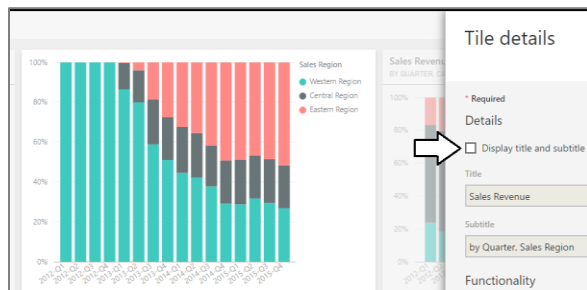 Tile details
100%
80%
60%
40%
20%
Sales Region
Western Region
Central Region
Eastern Region
2012-Q1
2012-Q2
2012-Q3
2012-Q4
2013-Q1
2013-Q2
2013-Q3
2013-Q4
2014-Q1
2014-Q2
2014-Q3
2014-Q4
2015-Q1
2015-Q2
2015-Q3
2015-Q4
Sales Revenu
BY QUARTER, CA
100%
80%
60%
40%
20%
* Required
Details
Display title and subtitle
Title
Sales Revenue
Subtitle
by Quarter, Sales Region
Functionality